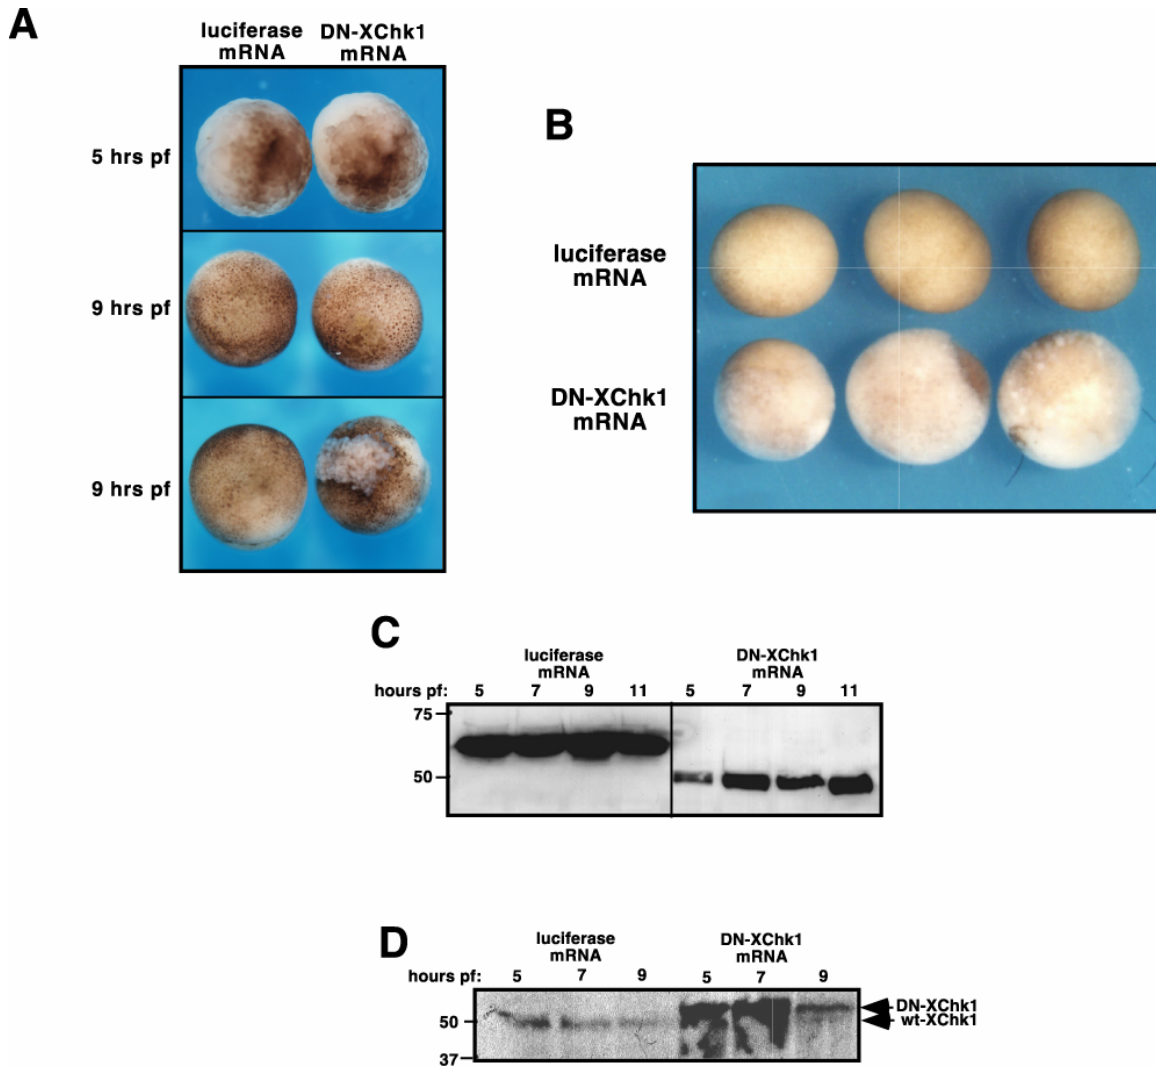 A
luciferase
mRNA
DN-XChk1
mRNA
5 hrs pf
9 hrs pf
9 hrs pf
B
luciferase
mRNA
DN-XChk1
mRNA
C
luciferase
mRNA
DN-XChk1
mRNA
hours pf: 5 7 9 11 5 7 9 11
75
50
D
luciferase
mRNA
DN-XChk1
mRNA
hours pf: 5 7 9 5 7 9
DN-XChk1
50
wt-XChk1
37